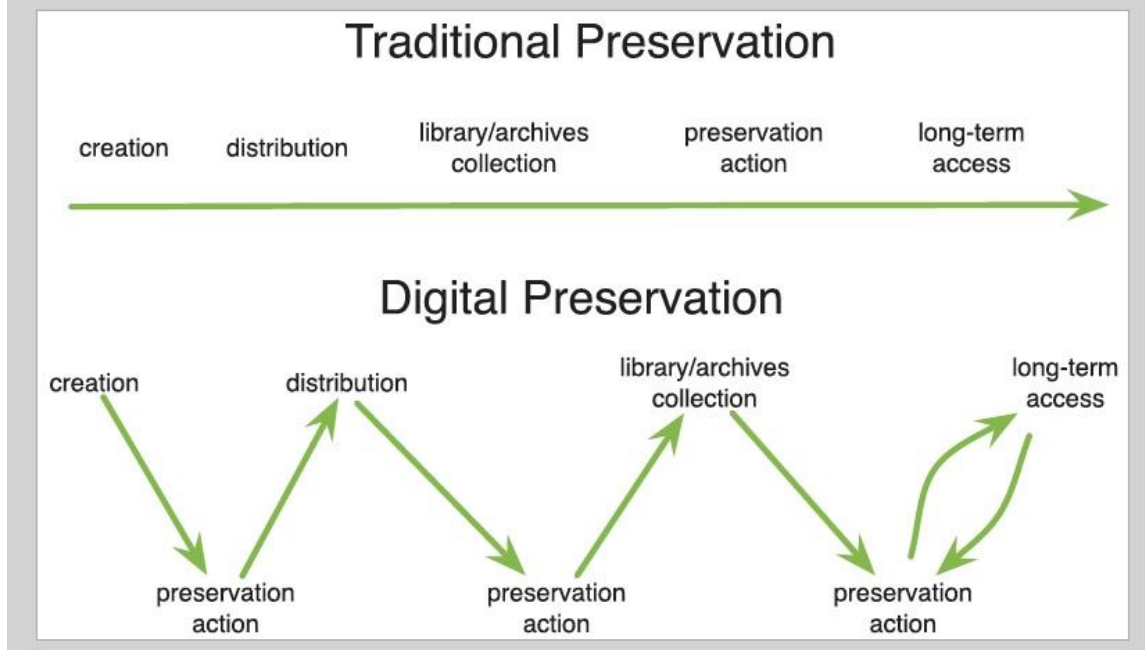 Traditional Preservation
creation
distribution
library/archives
collection
preservation
action
long-term
access
Digital Preservation
creation
distribution
library/archives
collection
long-term
access
preservation
action
preservation
action
preservation
action